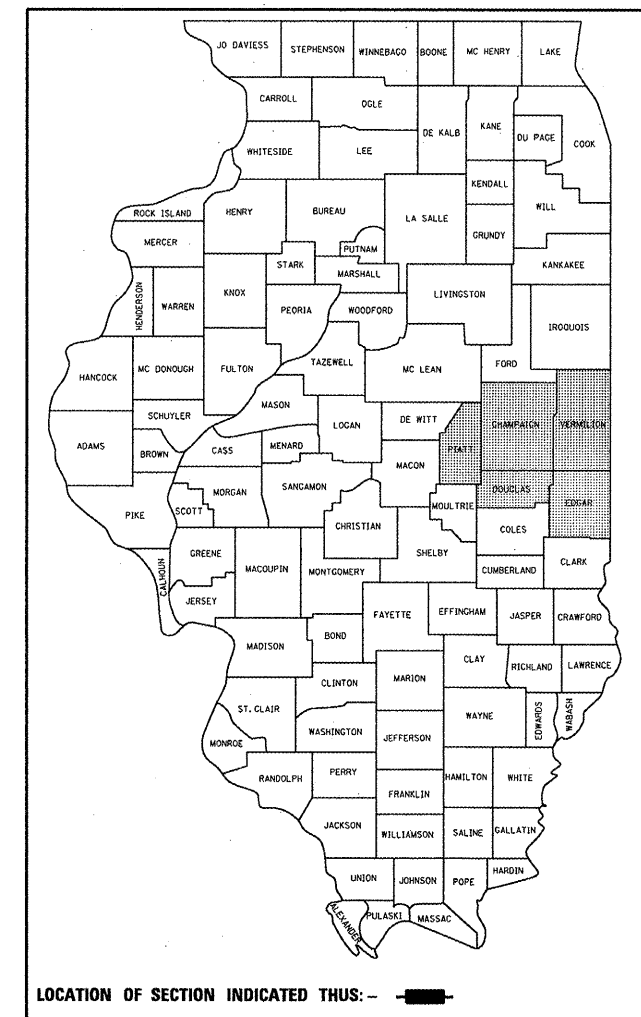 JO DAVIESS
STEPHENSON
WINNEBAGO
BOONE
MC HENRY
LAKE
CARROLL
OGLE
DE KALB
KANE
DU PAGE
COOK
WHITESIDE
LEE
KENDALL
WILL
ROCK ISLAND
HENRY
BUREAU
LA SALLE
GRUNDY
MERCER
PUTNAM
KANKAKEE
STARK
MARSHALL
HENDERSON
WARREN
KNOX
PEORIA
WOODFORD
LIVINGSTON
IROQUOIS
HANCOCK
MC DONOUGH
FULTON
TAZEWELL
MC LEAN
FORD
MASON
SCHUYLER
LOGAN
DE WITT
CHAMPAIGN
VERMILION
ADAMS
BROWN
CASS
MENARD
PIATT
MACON
MORGAN
SANGAMON
DOUGLAS
EDGAR
PIKE
SCOTT
CHRISTIAN
MOULTRIE
COLES
GREENE
MACOUPIN
MONTGOMERY
SHELBY
CUMBERLAND
CLARK
CALHOUN
JERSEY
FAYETTE
EFFINGHAM
JASPER
CRAWFORD
MADISON
BOND
CLAY
RICHLAND
LAWRENCE
CLINTON
MARION
ST. CLAIR
WAYNE
EDWARDS
WABASH
WASHINGTON
JEFFERSON
MONROE
RANDOLPH
PERRY
HAMILTON
WHITE
FRANKLIN
JACKSON
WILLIAMSON
SALINE
GALLATIN
UNION
JOHNSON
POPE
HARDIN
ALEXANDER
PULASKI
MASSAC
LOCATION OF SECTION INDICATED THUS: -